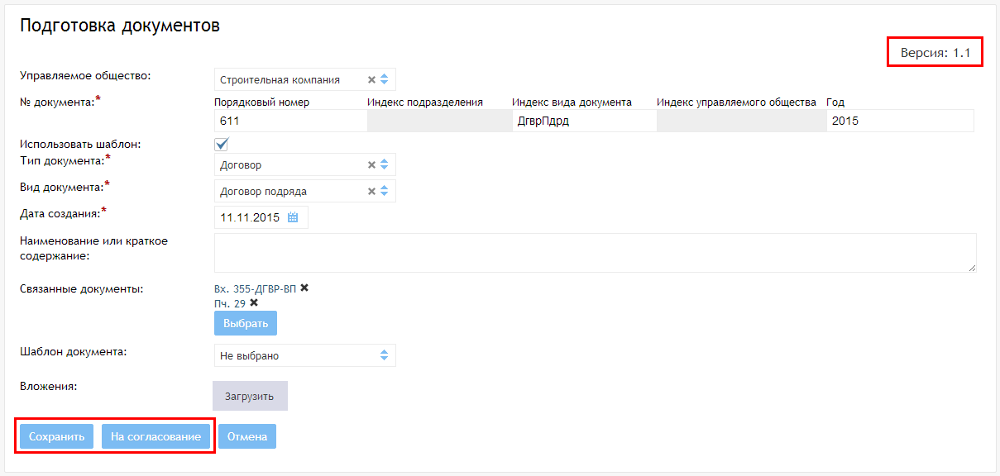 Подготовка документов
Версия: 1.1
Управляемое общество: Строительная компания
№ документа:* Порядковый номер Индекс подразделения Индекс вида документа Индекс управляемого общества Год
611 ДгврПдрд 2015
Использовать шаблон:
Тип документа:* Договор
Вид документа:* Договор подряда
Дата создания:* 11.11.2015
Наименование или краткое
содержание:
Связанные документы: Вх. 355-ДГВР-ВП
Пч. 29
Выбрать
Шаблон документа: Не выбрано
Вложения: Загрузить
Сохранить На согласование Отмена